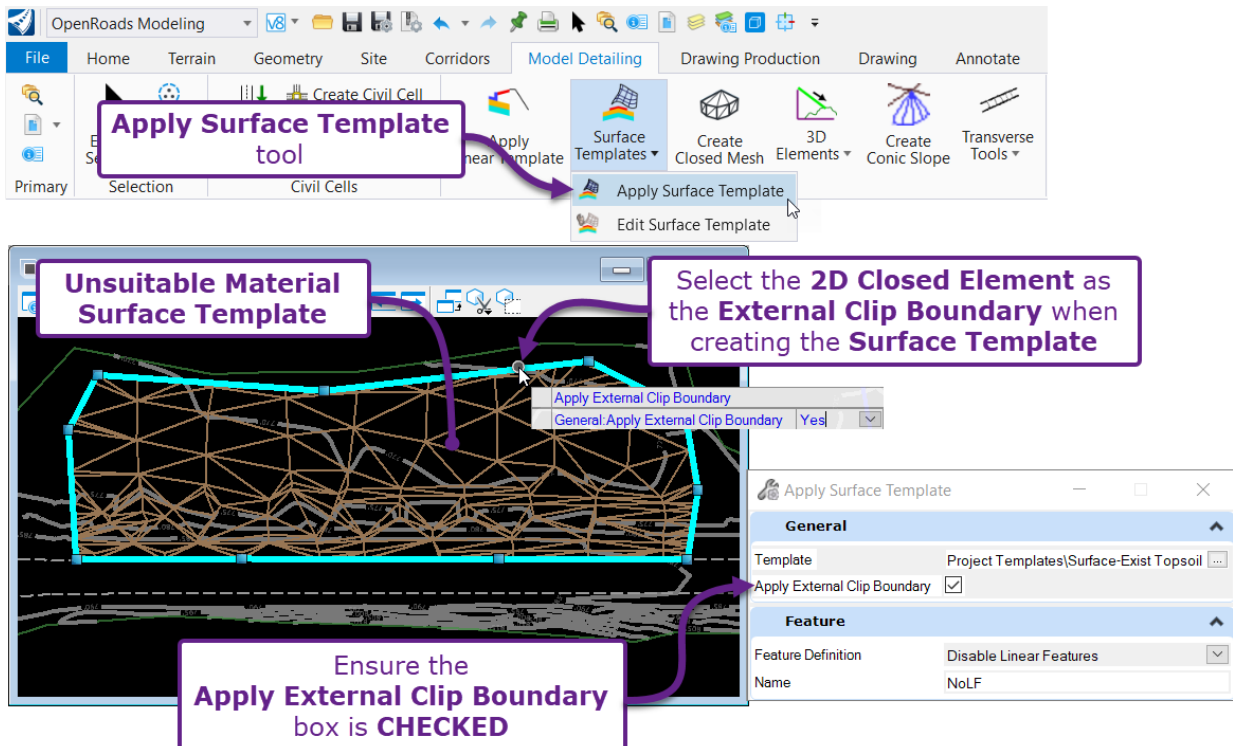 OpenRoads Modeling
File Home Terrain Geometry Site Corridors Model Detailing Drawing Production Drawing Annotate
Create Civil Cell
Apply Surface Template
tool
Surface
Templates
Create
Closed Mesh
3D
Elements
Create
Conic Slope
Transverse
Tools
Primary Selection Civil Cells
Apply Surface Template
Edit Surface Template
Unsuitable Material
Surface Template
Select the 2D Closed Element as
the External Clip Boundary when
creating the Surface Template
Apply External Clip Boundary
General:Apply External Clip Boundary Yes
Apply Surface Template
General
Template Project Templates\Surface-Exist Topsoil ...
Apply External Clip Boundary
Feature
Feature Definition Disable Linear Features
Name NoLF
Ensure the
Apply External Clip Boundary
box is CHECKED